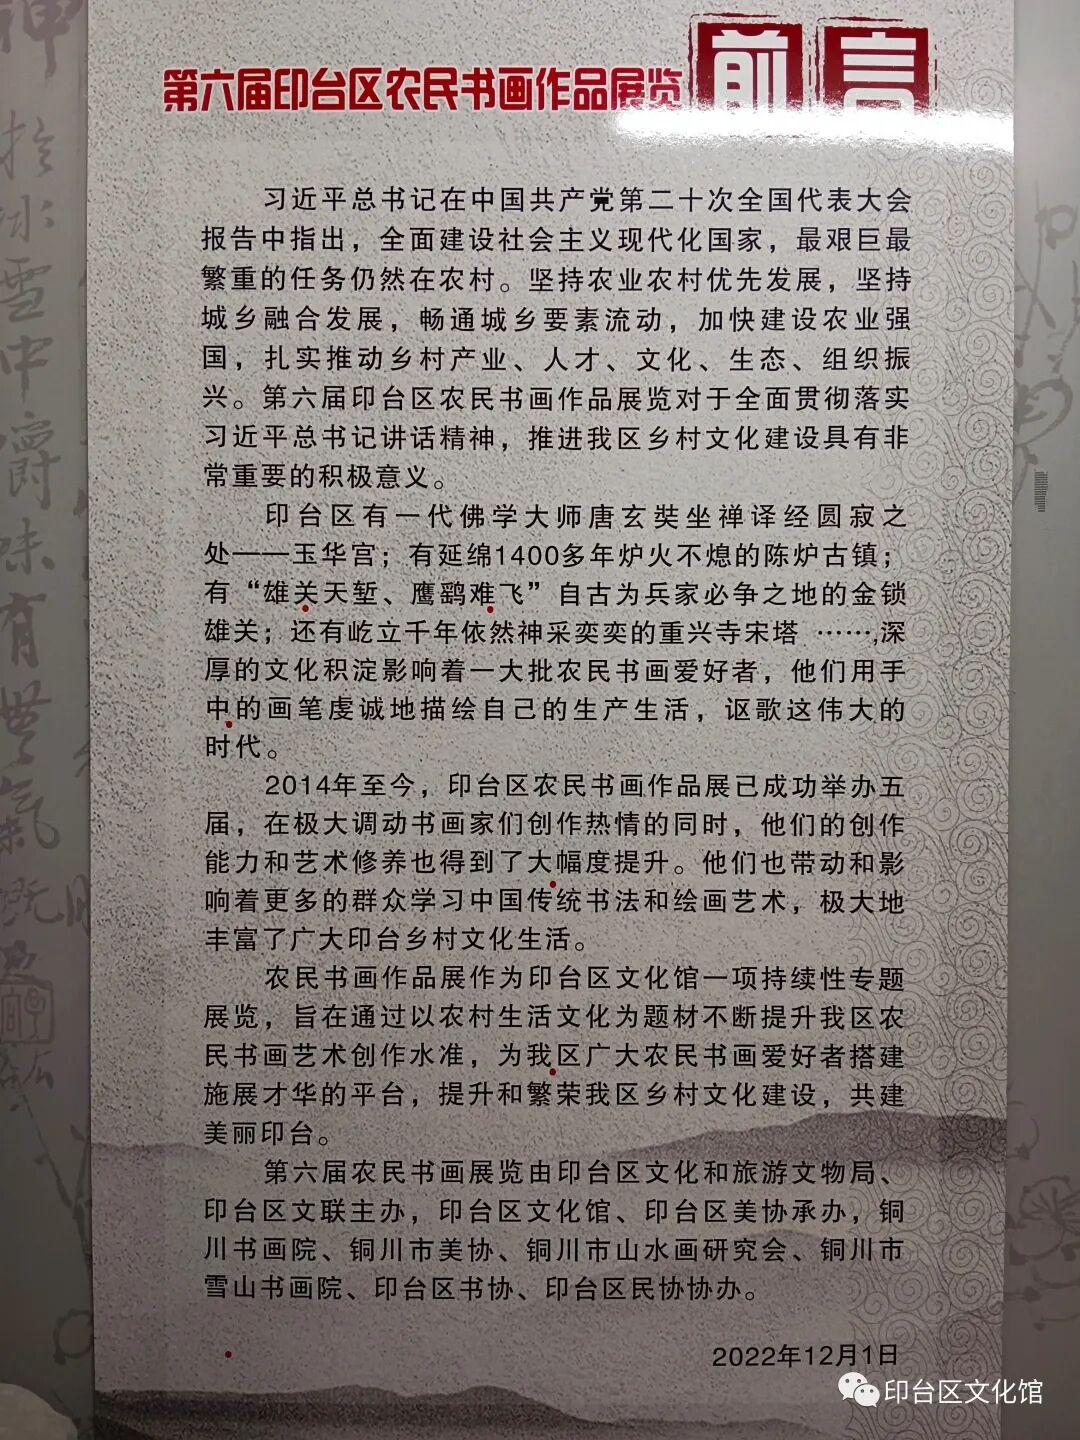 第六届印台区农民书画作品展览 前言
习近平总书记在中国共产党第二十次全国代表大会
报告中指出，全面建设社会主义现代化国家，最艰巨最
繁重的任务仍然在农村。坚持农业农村优先发展，坚持
城乡融合发展，畅通城乡要素流动，加快建设农业强
国，扎实推动乡村产业、人才、文化、生态、组织振
兴。第六届印台区农民书画作品展览对于全面贯彻落实
习近平总书记讲话精神，推进我区乡村文化建设具有非
常重要的积极意义。
印台区有一代佛学大师唐玄奘坐禅译经圆寂之
处——玉华宫；有延绵1400多年炉火不熄的陈炉古镇；
有“雄关天堑、鹰鹞难飞”自古为兵家必争之地的金锁
雄关；还有屹立千年依然神采奕奕的重兴寺宋塔 ……,深
厚的文化积淀影响着一大批农民书画爱好者，他们用手
中的画笔虔诚地描绘自己的生产生活，讴歌这伟大的
时代。
2014年至今，印台区农民书画作品展已成功举办五
届，在极大调动书画家们创作热情的同时，他们的创作
能力和艺术修养也得到了大幅度提升。他们也带动和影
响着更多的群众学习中国传统书法和绘画艺术，极大地
丰富了广大印台乡村文化生活。
农民书画作品展作为印台区文化馆一项持续性专题
展览，旨在通过以农村生活文化为题材不断提升我区农
民书画艺术创作水准，为我区广大农民书画爱好者搭建
施展才华的平台，提升和繁荣我区乡村文化建设，共建
美丽印台。
第六届农民书画展览由印台区文化和旅游文物局、
印台区文联主办，印台区文化馆、印台区美协承办，铜
川书画院、铜川市美协、铜川市山水画研究会、铜川市
雪山书画院、印台区书协、印台区民协协办。
2022年12月1日
印台区文化馆
於冰雪中嚼味有